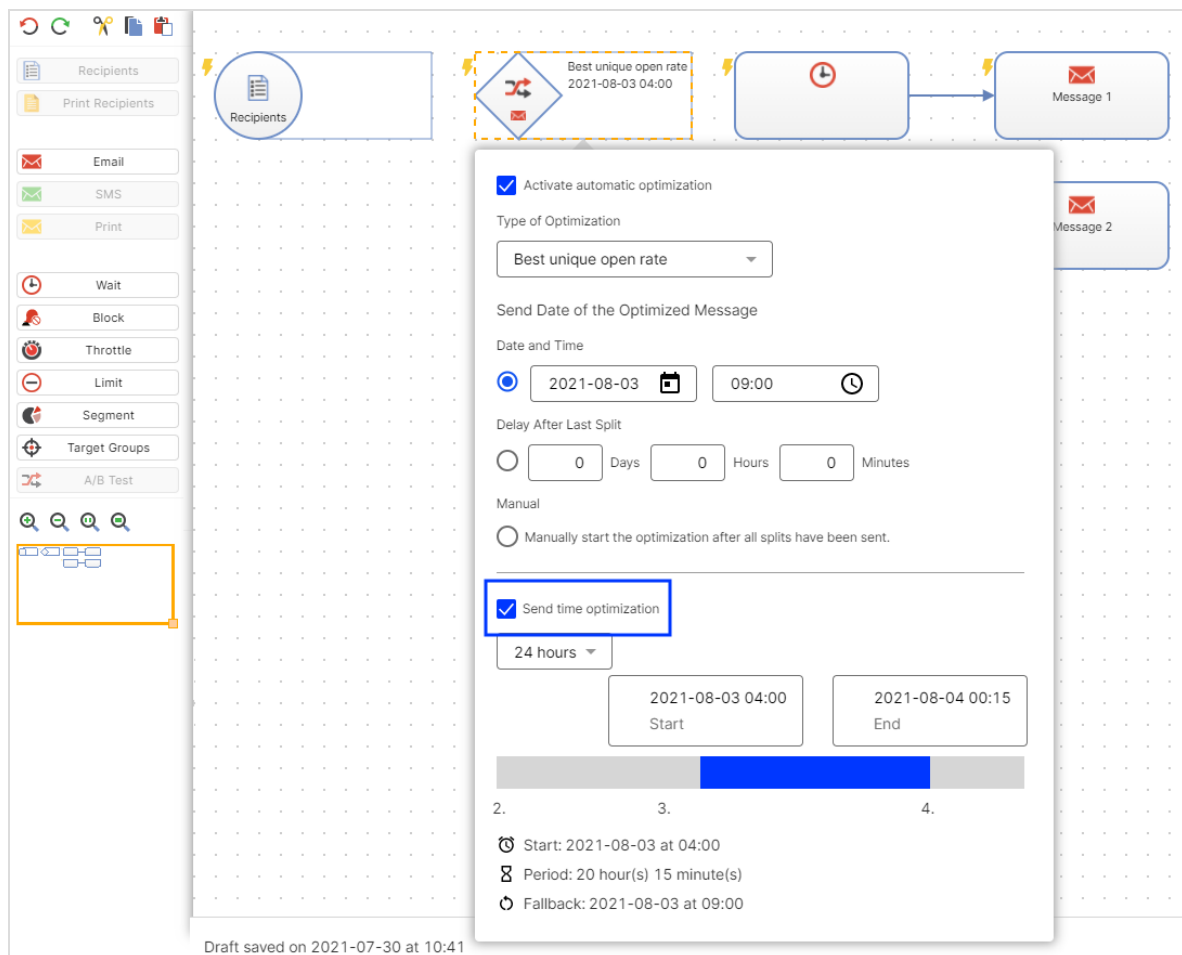 Recipients
Print Recipients
Email
SMS
Print
Wait
Block
Throttle
Limit
Segment
Target Groups
A/B Test
Recipients
Best unique open rate
2021-08-03 04:00
Message 1
Message 2
Activate automatic optimization
Type of Optimization
Best unique open rate
Send Date of the Optimized Message
Date and Time
2021-08-03 09:00
Delay After Last Split
0 Days 0 Hours 0 Minutes
Manual
Manually start the optimization after all splits have been sent.
Send time optimization
24 hours
2021-08-03 04:00 2021-08-04 00:15
Start End
2. 3. 4.
Start: 2021-08-03 at 04:00
Period: 20 hour(s) 15 minute(s)
Fallback: 2021-08-03 at 09:00
Draft saved on 2021-07-30 at 10:41